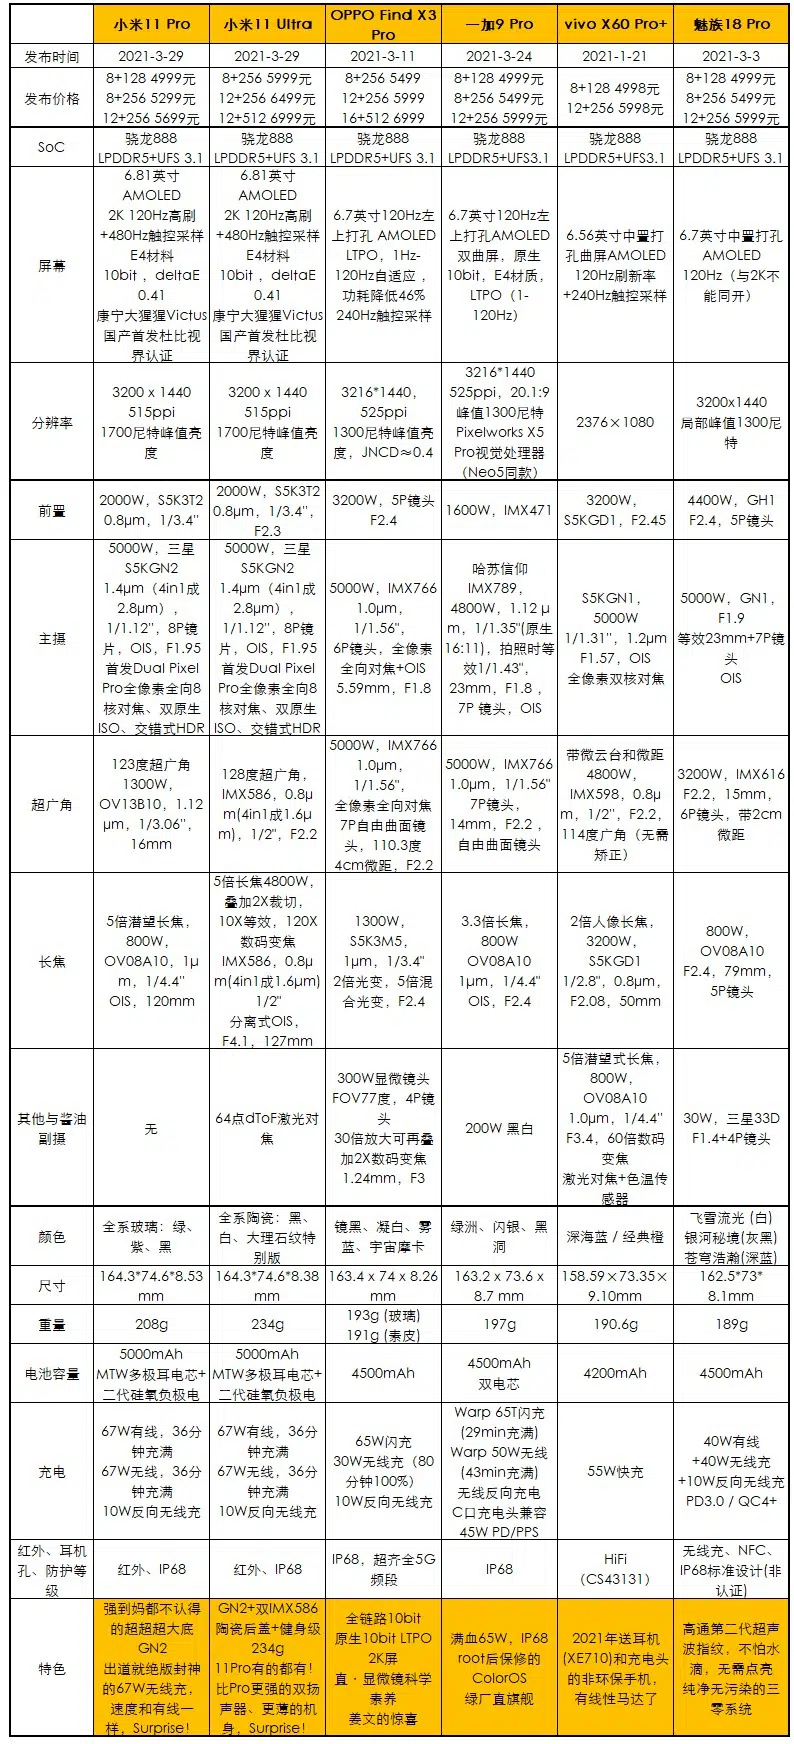 小米11 Pro
小米11 Ultra
OPPO Find X3
Pro
一加9 Pro
vivo X60 Pro+
魅族18 Pro
发布时间
2021-3-29
2021-3-29
2021-3-11
2021-3-24
2021-1-21
2021-3-3
发布价格
8+128 4999元
8+256 5299元
12+256 5699元
8+256 5999元
12+256 6499元
12+512 6999元
8+256 5499
12+256 5999
16+512 6999
8+128 4999元
8+256 5499元
12+256 5999元
8+128 4998元
12+256 5998元
8+128 4999元
8+256 5499元
12+256 5999元
SoC
骁龙888
LPDDR5+UFS 3.1
骁龙888
LPDDR5+UFS 3.1
骁龙888
LPDDR5+UFS 3.1
骁龙888
LPDDR5+UFS3.1
骁龙888
LPDDR5+UFS3.1
骁龙888
LPDDR5+UFS 3.1
屏幕
6.81英寸
AMOLED
2K 120Hz高刷
+480Hz触控采样
E4材料
10bit ，deltaE
0.41
康宁大猩猩Victus
国产首发杜比视
界认证
6.81英寸
AMOLED
2K 120Hz高刷
+480Hz触控采样
E4材料
10bit ，deltaE
0.41
康宁大猩猩Victus
国产首发杜比视
界认证
6.7英寸120Hz左
上打孔 AMOLED
LTPO，1Hz-
120Hz自适应，
功耗降低46%
240Hz触控采样
6.7英寸120Hz左
上打孔AMOLED
双曲屏，原生
10bit，E4材质，
LTPO（1-
120Hz）
6.56英寸中置打
孔曲屏AMOLED
120Hz刷新率
+240Hz触控采样
6.7英寸中置打孔
AMOLED
120Hz（与2K不
能同开）
分辨率
3200 x 1440
515ppi
1700尼特峰值亮
度
3200 x 1440
515ppi
1700尼特峰值亮
度
3216*1440，
525ppi
1300尼特峰值亮
度，JNCD≈0.4
3216*1440
525ppi，20.1:9
峰值1300尼特
Pixelworks X5
Pro视觉处理器
（Neo5同款）
2376×1080
3200x1440
局部峰值1300尼
特
前置
2000W，S5K3T2
0.8μm，1/3.4"
2000W，S5K3T2
0.8μm，1/3.4"，
F2.3
3200W，5P镜头
F2.4
1600W，IMX471
3200W，
S5KGD1，F2.45
4400W，GH1
F2.4，5P镜头
主摄
5000W，三星
S5KGN2
1.4μm（4in1成
2.8μm），
1/1.12"，8P镜
片，OIS，F1.95
首发Dual Pixel
Pro全像素全向8
核对焦、双原生
ISO、交错式HDR
5000W，三星
S5KGN2
1.4μm（4in1成
2.8μm），
1/1.12"，8P镜
片，OIS，F1.95
首发Dual Pixel
Pro全像素全向8
核对焦、双原生
ISO、交错式HDR
5000W，IMX766
1.0μm，
1/1.56"，
6P镜头，全像素
全向对焦+OIS
5.59mm，F1.8
哈苏信仰
IMX789，
4800W，1.12 μ
m，1/1.35"(原生
16:11)，拍照时等
效1/1.43"，
23mm，F1.8 ，
7P 镜头，OIS
S5KGN1，
5000W
1/1.31"，1.2μm
F1.57，OIS
全像素双核对焦
5000W，GN1，
F1.9
等效23mm+7P镜
头
OIS
超广角
123度超广角
1300W，
OV13B10，1.12
μm，1/3.06"，
16mm
128度超广角，
IMX586，0.8μ
m(4in1成1.6μ
m)，1/2"，F2.2
5000W，IMX766
1.0μm，
1/1.56"，
全像素全向对焦
7P自由曲面镜
头，110.3度
4cm微距，F2.2
5000W，IMX766
1.0μm，1/1.56"
7P镜头，
14mm，F2.2 ，
自由曲面镜头
带微云台和微距
4800W，
IMX598，0.8μ
m，1/2"，F2.2，
114度广角（无需
矫正）
3200W，IMX616
F2.2，15mm，
6P镜头，带2cm
微距
长焦
5倍潜望长焦，
800W，
OV08A10，1μ
m，1/4.4"
OIS，120mm
5倍长焦4800W，
叠加2X裁切，
10X等效，120X
数码变焦
IMX586，0.8μ
m(4in1成1.6μm)
1/2"
分离式OIS，
F4.1，127mm
1300W，
S5K3M5，
1μm，1/3.4"
2倍光变，5倍混
合光变，F2.4
3.3倍长焦，
800W
OV08A10
1μm，1/4.4"
OIS，F2.4
2倍人像长焦，
3200W，
S5KGD1
1/2.8"，0.8μm，
F2.08，50mm
800W，
OV08A10
F2.4，79mm，
5P镜头
其他与酱油
副摄
无
64点dToF激光对
焦
300W显微镜头
FOV77度，4P镜
头
30倍放大可再叠
加2X数码变焦
1.24mm，F3
200W 黑白
5倍潜望式长焦，
800W，
OV08A10
1.0μm，1/4.4"
F3.4，60倍数码
变焦
激光对焦+色温传
感器
30W，三星33D
F1.4+4P镜头
颜色
全系玻璃：绿、
紫、黑
全系陶瓷：黑、
白、大理石纹特
别版
镜黑、凝白、雾
蓝、宇宙摩卡
绿洲、闪银、黑
洞
深海蓝 / 经典橙
飞雪流光 (白)
银河秘境(灰黑)
苍穹浩瀚(深蓝)
尺寸
164.3*74.6*8.53
mm
164.3*74.6*8.38
mm
163.4 x 74 x 8.26
mm
163.2 x 73.6 x
8.7 mm
158.59×73.35×
9.10mm
162.5*73*
8.1mm
重量
208g
234g
193g (玻璃)
191g (素皮)
197g
190.6g
189g
电池容量
5000mAh
MTW多极耳电芯+
二代硅氧负极电
5000mAh
MTW多极耳电芯+
二代硅氧负极电
4500mAh
4500mAh
双电芯
4200mAh
4500mAh
充电
67W有线，36分
钟充满
67W无线，36分
钟充满
10W反向无线充
67W有线，36分
钟充满
67W无线，36分
钟充满
10W反向无线充
65W闪充
30W无线充（80
分钟100%）
10W反向无线充
Warp 65T闪充
(29min充满)
Warp 50W无线
(43min充满)
无线反向充电
C口充电头兼容
45W PD/PPS
55W快充
40W有线
+40W无线充
+10W反向无线充
PD3.0 / QC4+
红外、耳机
孔、防护等
级
红外、IP68
红外、IP68
IP68，超齐全5G
频段
IP68
HiFi
（CS43131）
无线充、NFC、
IP68标准设计(非
认证)
特色
强到妈都不认得
的超超超大底
GN2
出道就绝版封神
的67W无线充，
速度和有线一
样，Surprise！
GN2+双IMX586
陶瓷后盖+健身级
234g
11Pro有的都有！
比Pro更强的双扬
声器、更薄的机
身，Surprise！
全链路10bit
原生10bit LTPO
2K屏
直·显微镜科学
素养
姜文的惊喜
满血65W，IP68
root后保修的
ColorOS
绿厂直旗舰
2021年送耳机
(XE710)和充电头
的非环保手机，
有线性马达了
高通第二代超声
波指纹，不怕水
滴，无需点亮
纯净无污染的三
零系统